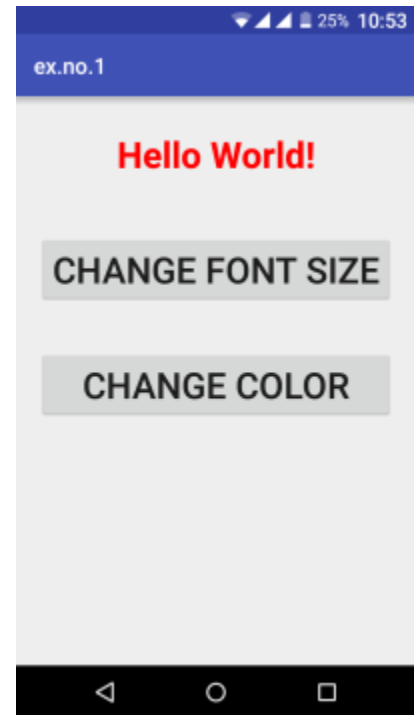 25% 10:53
ex.no.1
Hello World!
CHANGE FONT SIZE
CHANGE COLOR